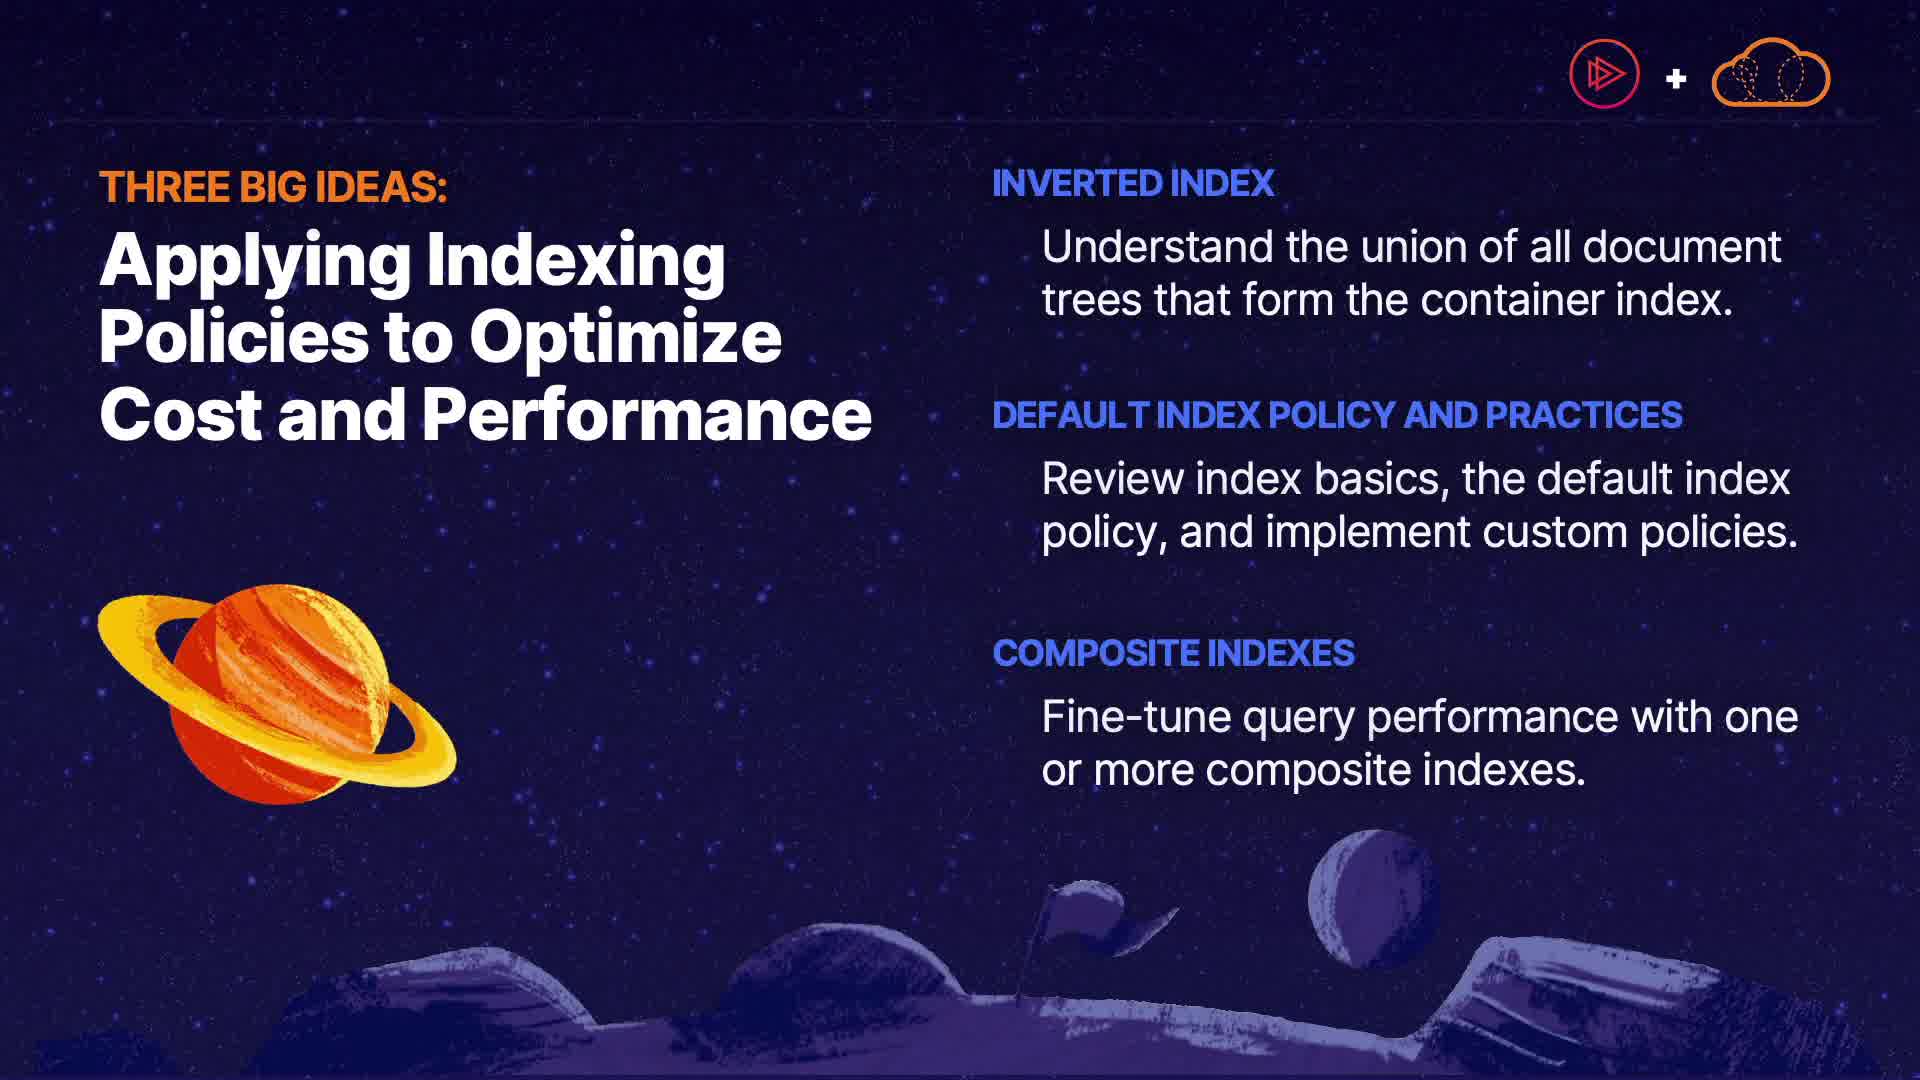 THREE BIG IDEAS:
Applying Indexing
Policies to Optimize
Cost and Performance
INVERTED INDEX
Understand the union of all document
trees that form the container index.
DEFAULT INDEX POLICY AND PRACTICES
Review index basics, the default index
policy, and implement custom policies.
COMPOSITE INDEXES
Fine-tune query performance with one
or more composite indexes.